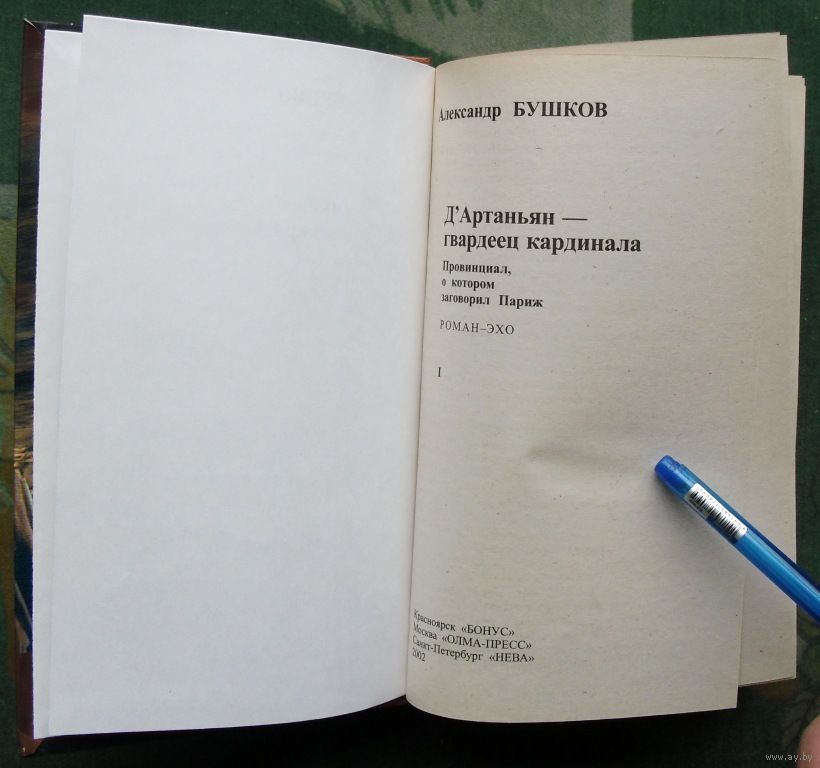 Александр БУШКОВ
Д'Артаньян —
гвардеец кардинала
Провинциал,
о котором
заговорил Париж
РОМАН–ЭХО
I
Красноярск «БОНУС»
Москва «ОЛМА-ПРЕСС»
Санкт-Петербург «НЕВА»
2002
www.ay.by